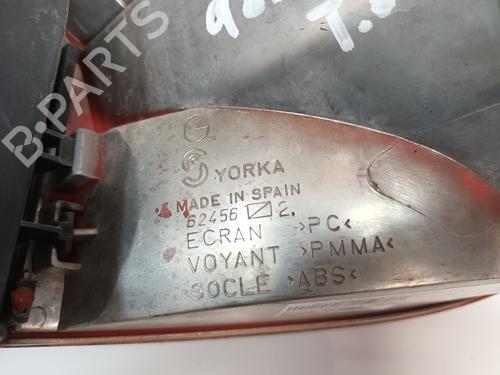 G
YORKA
MADE IN SPAIN
62456 2.
ECRAN >PC<
VOYANT >PMMA<
SOCLE >ABS<
B-PARTS